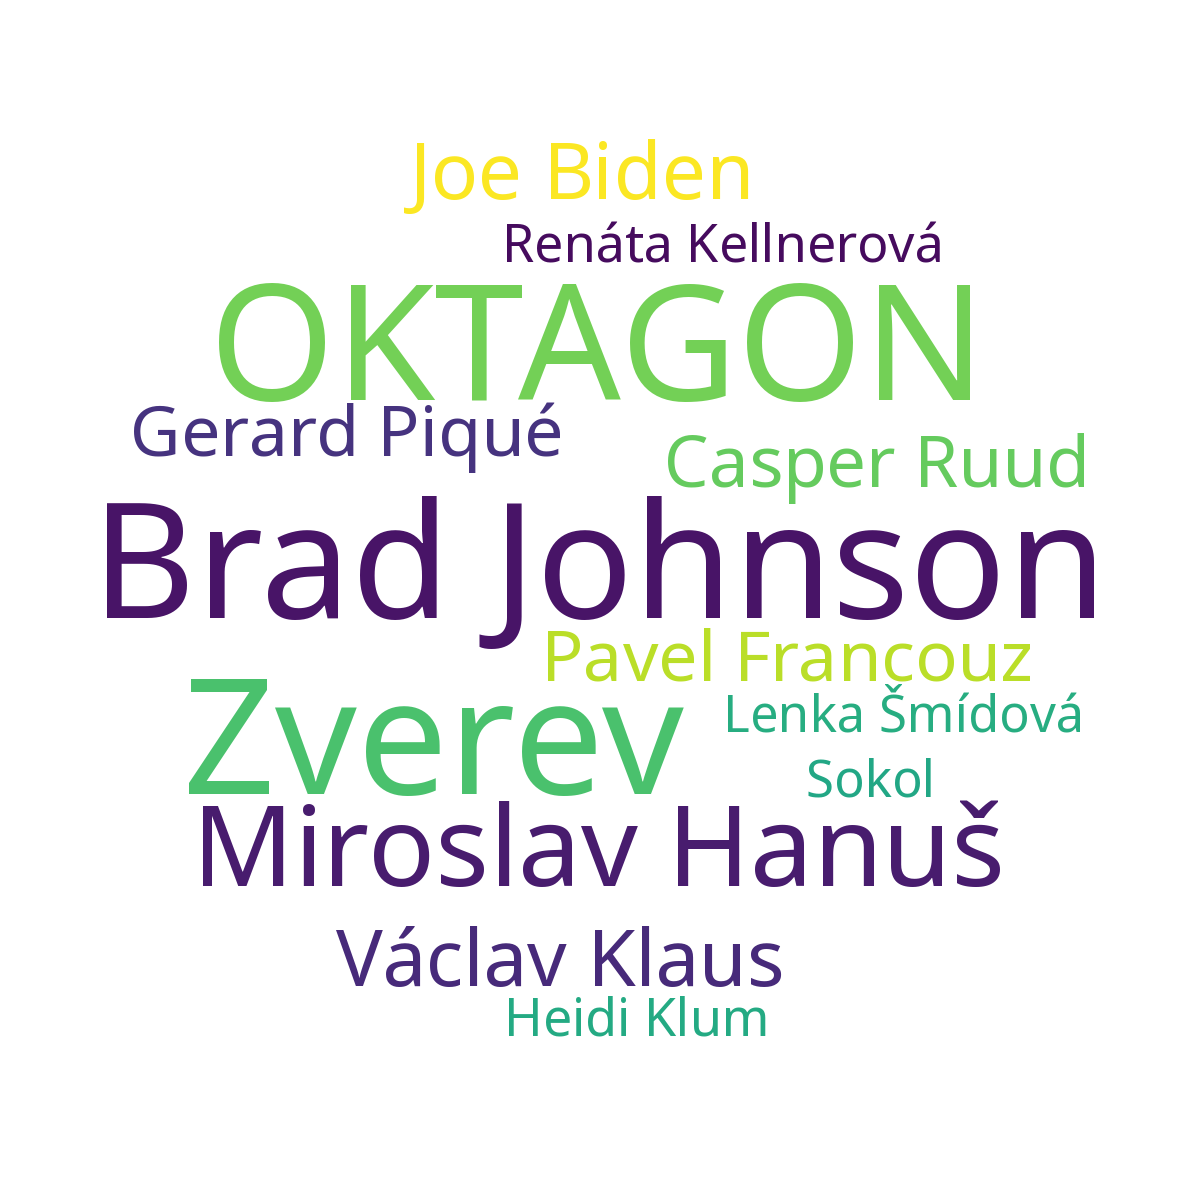 Joe Biden
Renáta Kellnerová
OKTAGON
Gerard Piqué
Casper Ruud
Brad Johnson
Pavel Francouz
Zverev
Lenka Šmídová
Sokol
Miroslav Hanuš
Václav Klaus
Heidi Klum